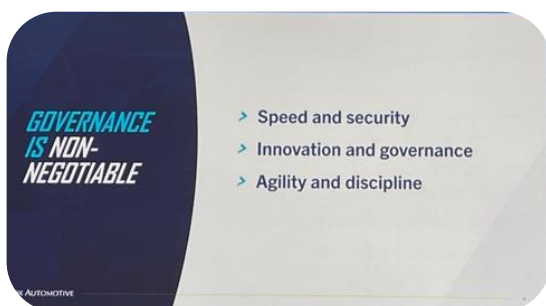 GOVERNANCE
IS NON-
NEGOTIABLE
> Speed and security
> Innovation and governance
> Agility and discipline
AUTOMOTIVE